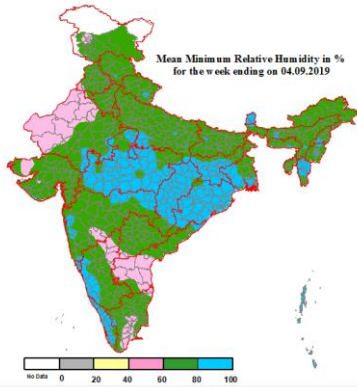 Mean Minimum Relative Humidity in %
for the week ending on 04.09.2019
No Data 0 20 40 60 80 100